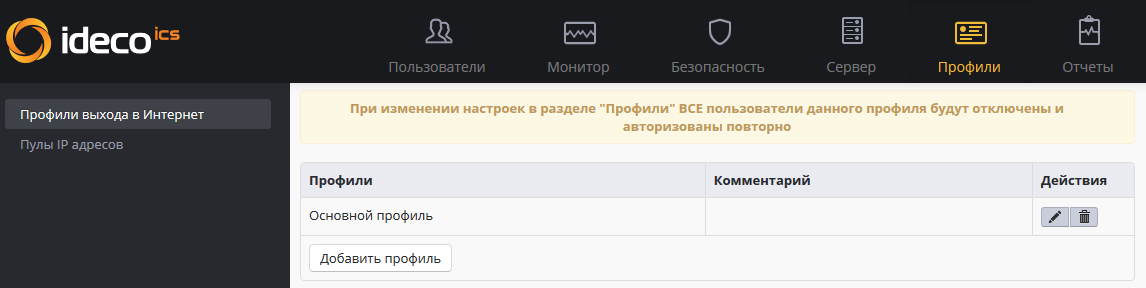 ideco ics
Пользователи
Монитор
Безопасность
Сервер
Профили
Отчеты
Профили выхода в Интернет
Пулы IP адресов
При изменении настроек в разделе "Профили" ВСЕ пользователи данного профиля будут отключены и
авторизованы повторно
Профили
Комментарий
Действия
Основной профиль
Добавить профиль